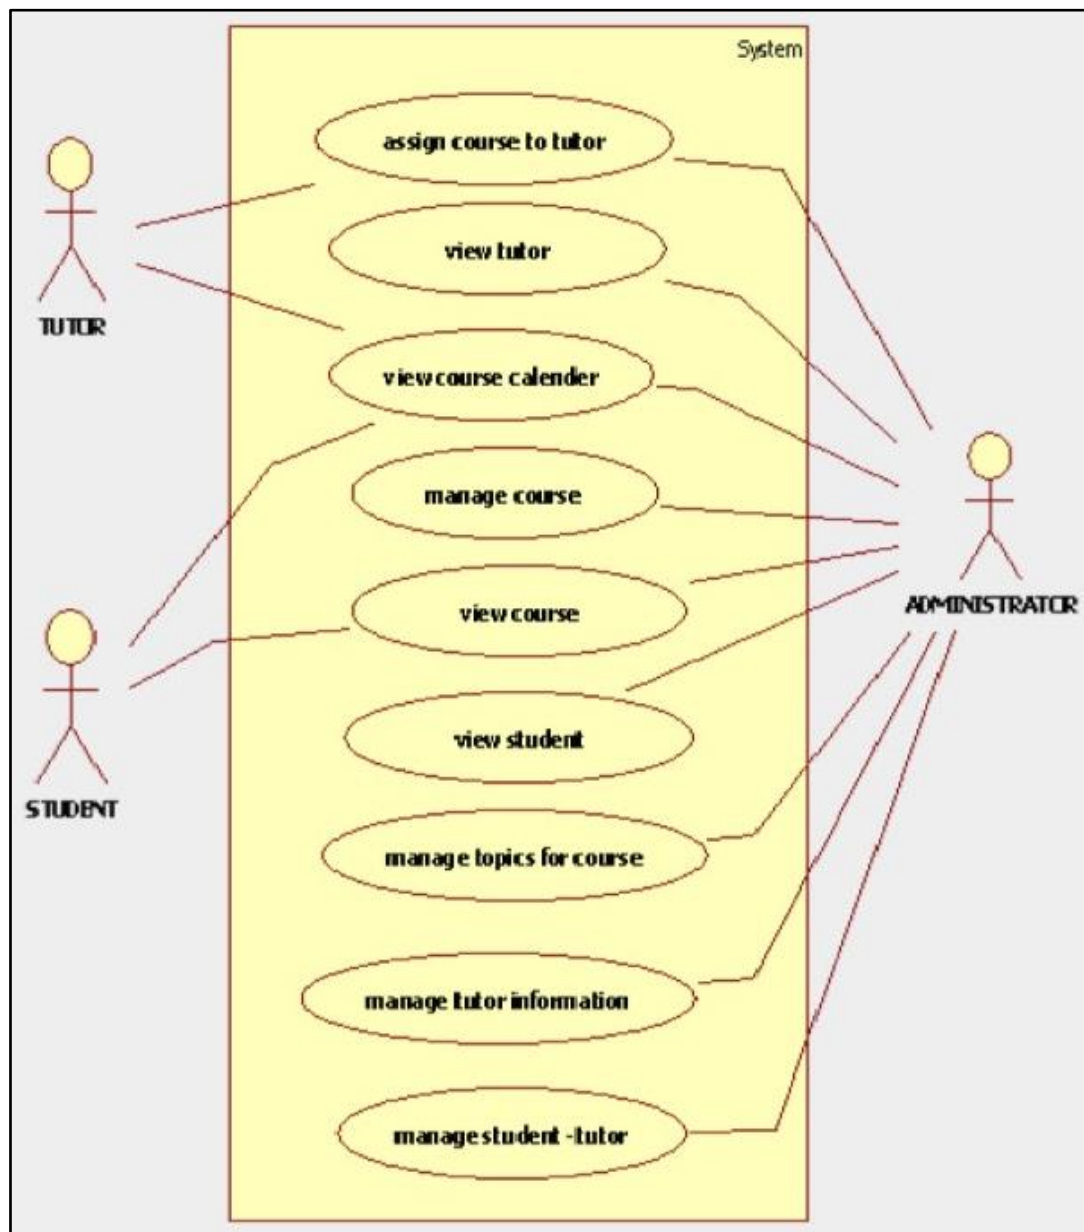 System
assign course to tutor
TUTOR
view tutor
view course calender
manage course
ADMINISTRATOR
view course
view student
STUDENT
manage topics for course
manage tutor information
manage student -tutor